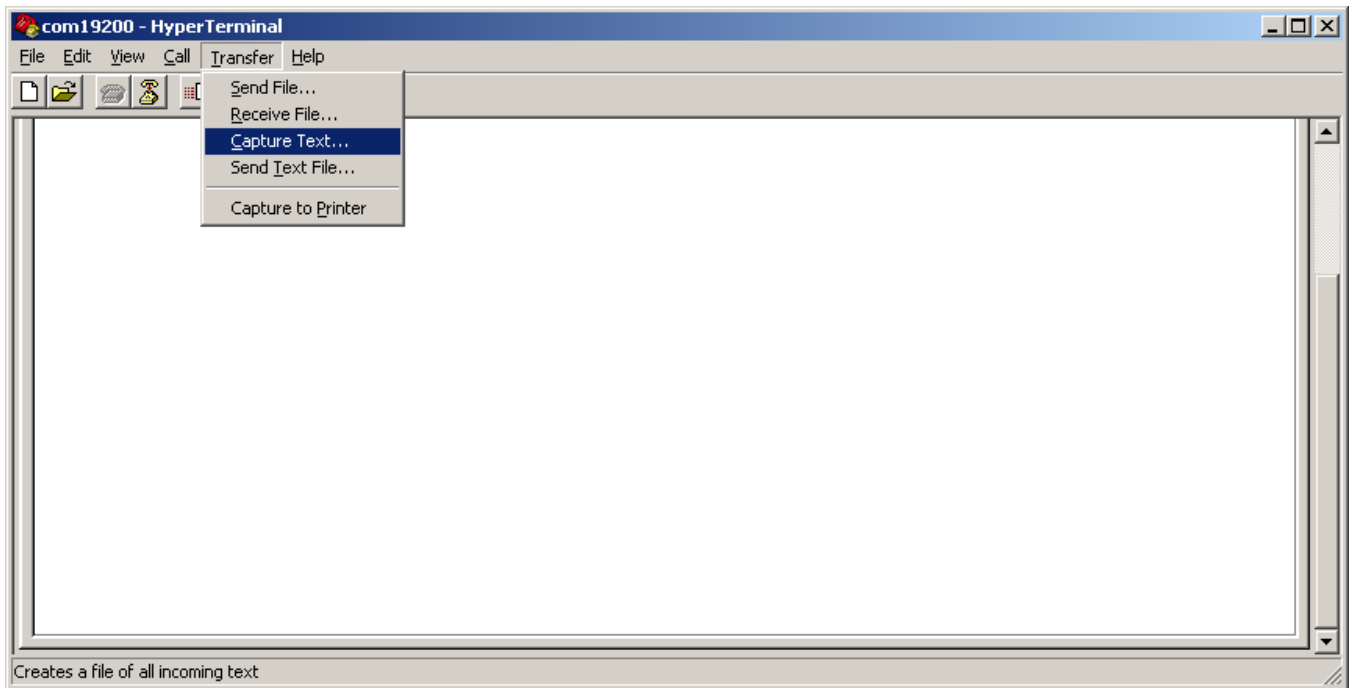 com19200 - HyperTerminal
File Edit View Call Transfer Help
Send File...
Receive File...
Capture Text...
Send Text File...
Capture to Printer
Creates a file of all incoming text